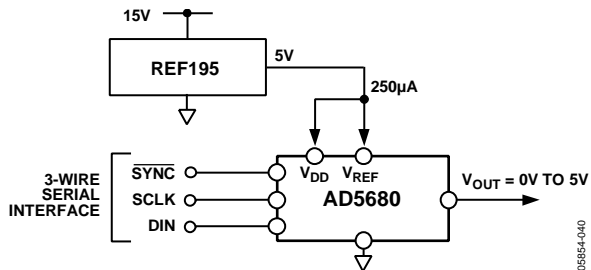 15V
REF195
5V
250µA
3-WIRE
SERIAL
INTERFACE
SYNC
SCLK
DIN
VDD
VREF
AD5680
VOUT = 0V TO 5V
05854-040